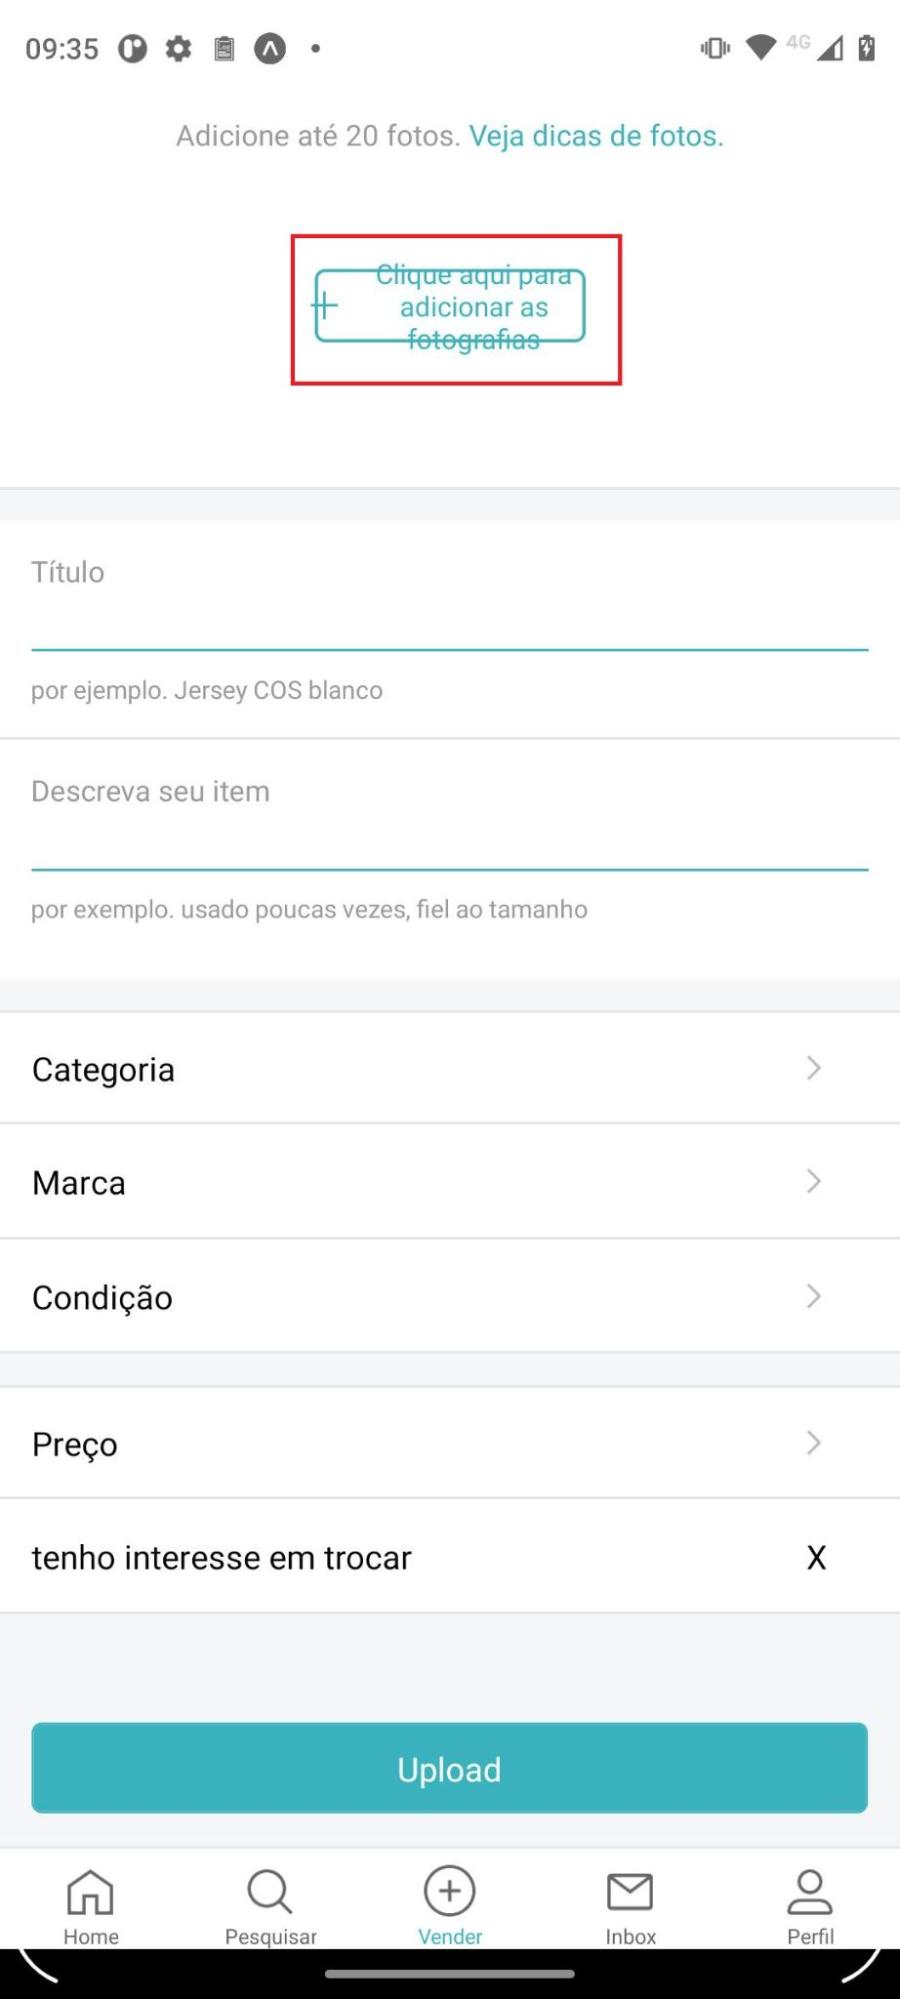 09:35
4G
Adicione até 20 fotos. Veja dicas de fotos.
Clique aqui para
adicionar as
fotografias
Título
por ejemplo. Jersey COS blanco
Descreva seu item
por exemplo. usado poucas vezes, fiel ao tamanho
Categoria
Marca
Condição
Preço
tenho interesse em trocar X
Upload
Home Pesquisar Vender Inbox Perfil